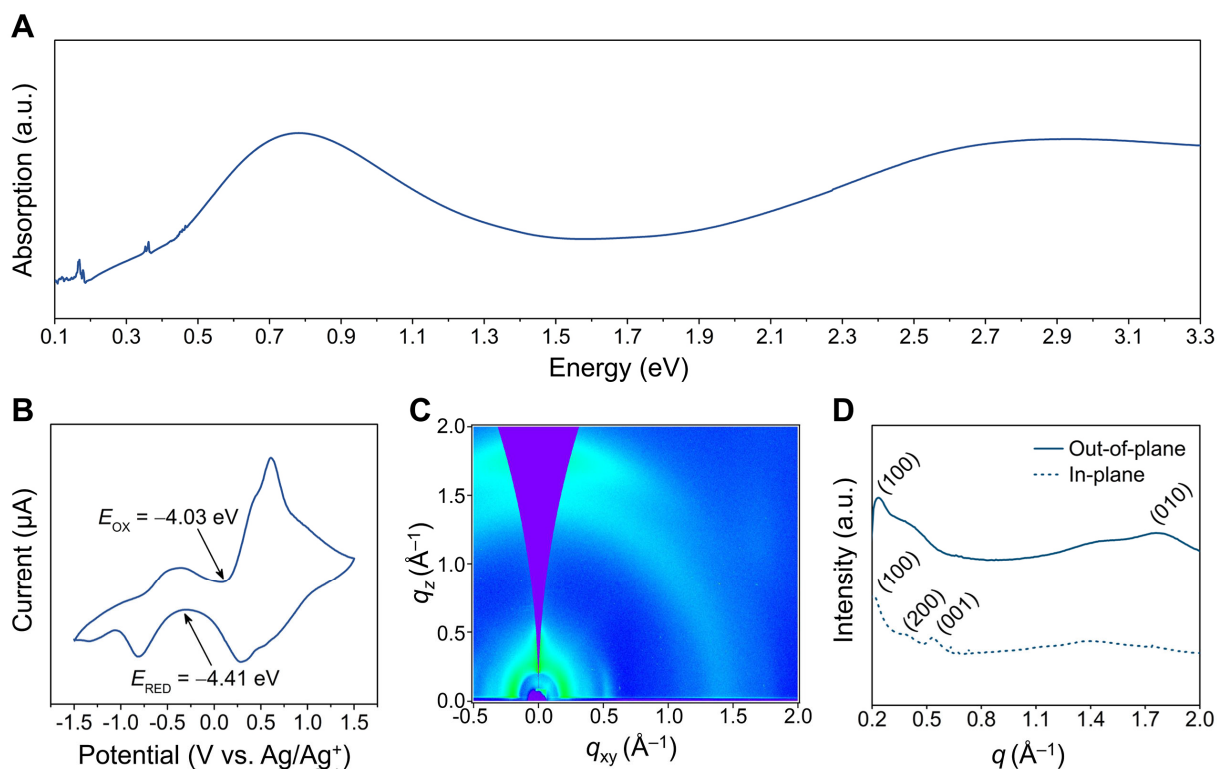 A
Absorption (a.u.)
0.1 0.3 0.5 0.7 0.9 1.1 1.3 1.5 1.7 1.9 2.1 2.3 2.5 2.7 2.9 3.1 3.3
Energy (eV)
B
Current (µA)
E_OX = −4.03 eV
E_RED = −4.41 eV
-1.5 -1.0 -0.5 0.0 0.5 1.0 1.5
Potential (V vs. Ag/Ag⁺)
C
q_z (Å⁻¹)
2.0
1.5
1.0
0.5
0.0
-0.5 0.0 0.5 1.0 1.5 2.0
q_xy (Å⁻¹)
D
Intensity (a.u.)
Out-of-plane
In-plane
(100)
(010)
(100)
(200)
(001)
0.2 0.5 0.8 1.1 1.4 1.7 2.0
q (Å⁻¹)